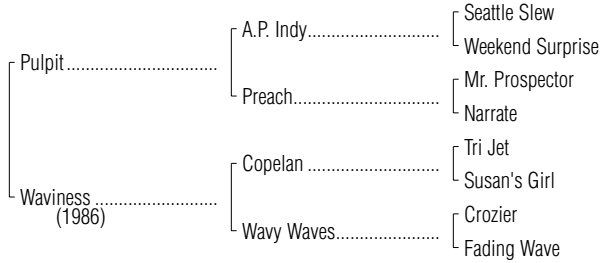 Seattle Slew
A.P. Indy
Weekend Surprise
Pulpit
Mr. Prospector
Preach
Narrate
Tri Jet
Copelan
Susan's Girl
Waviness
(1986)
Crozier
Wavy Waves
Fading Wave